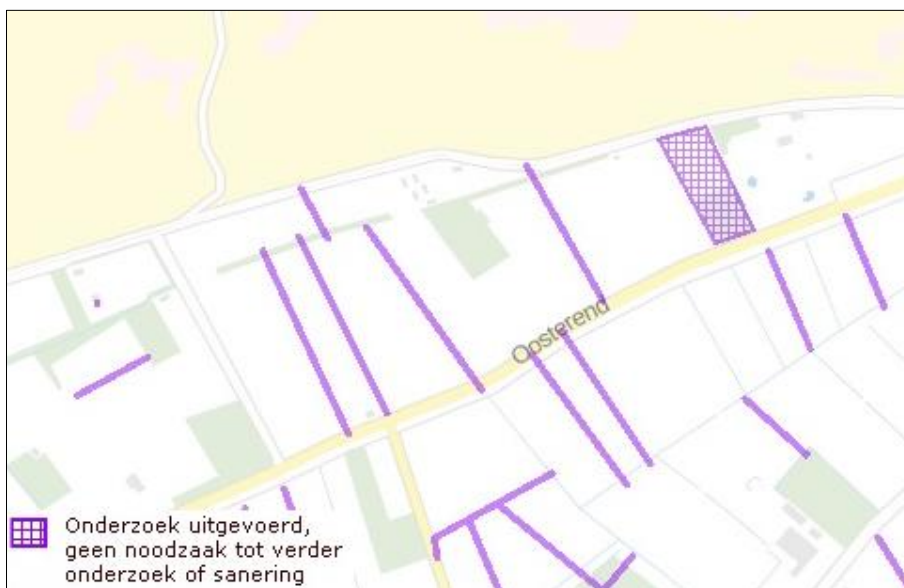 Oosterend
Onderzoek uitgevoerd,
geen noodzaak tot verder
onderzoek of sanering